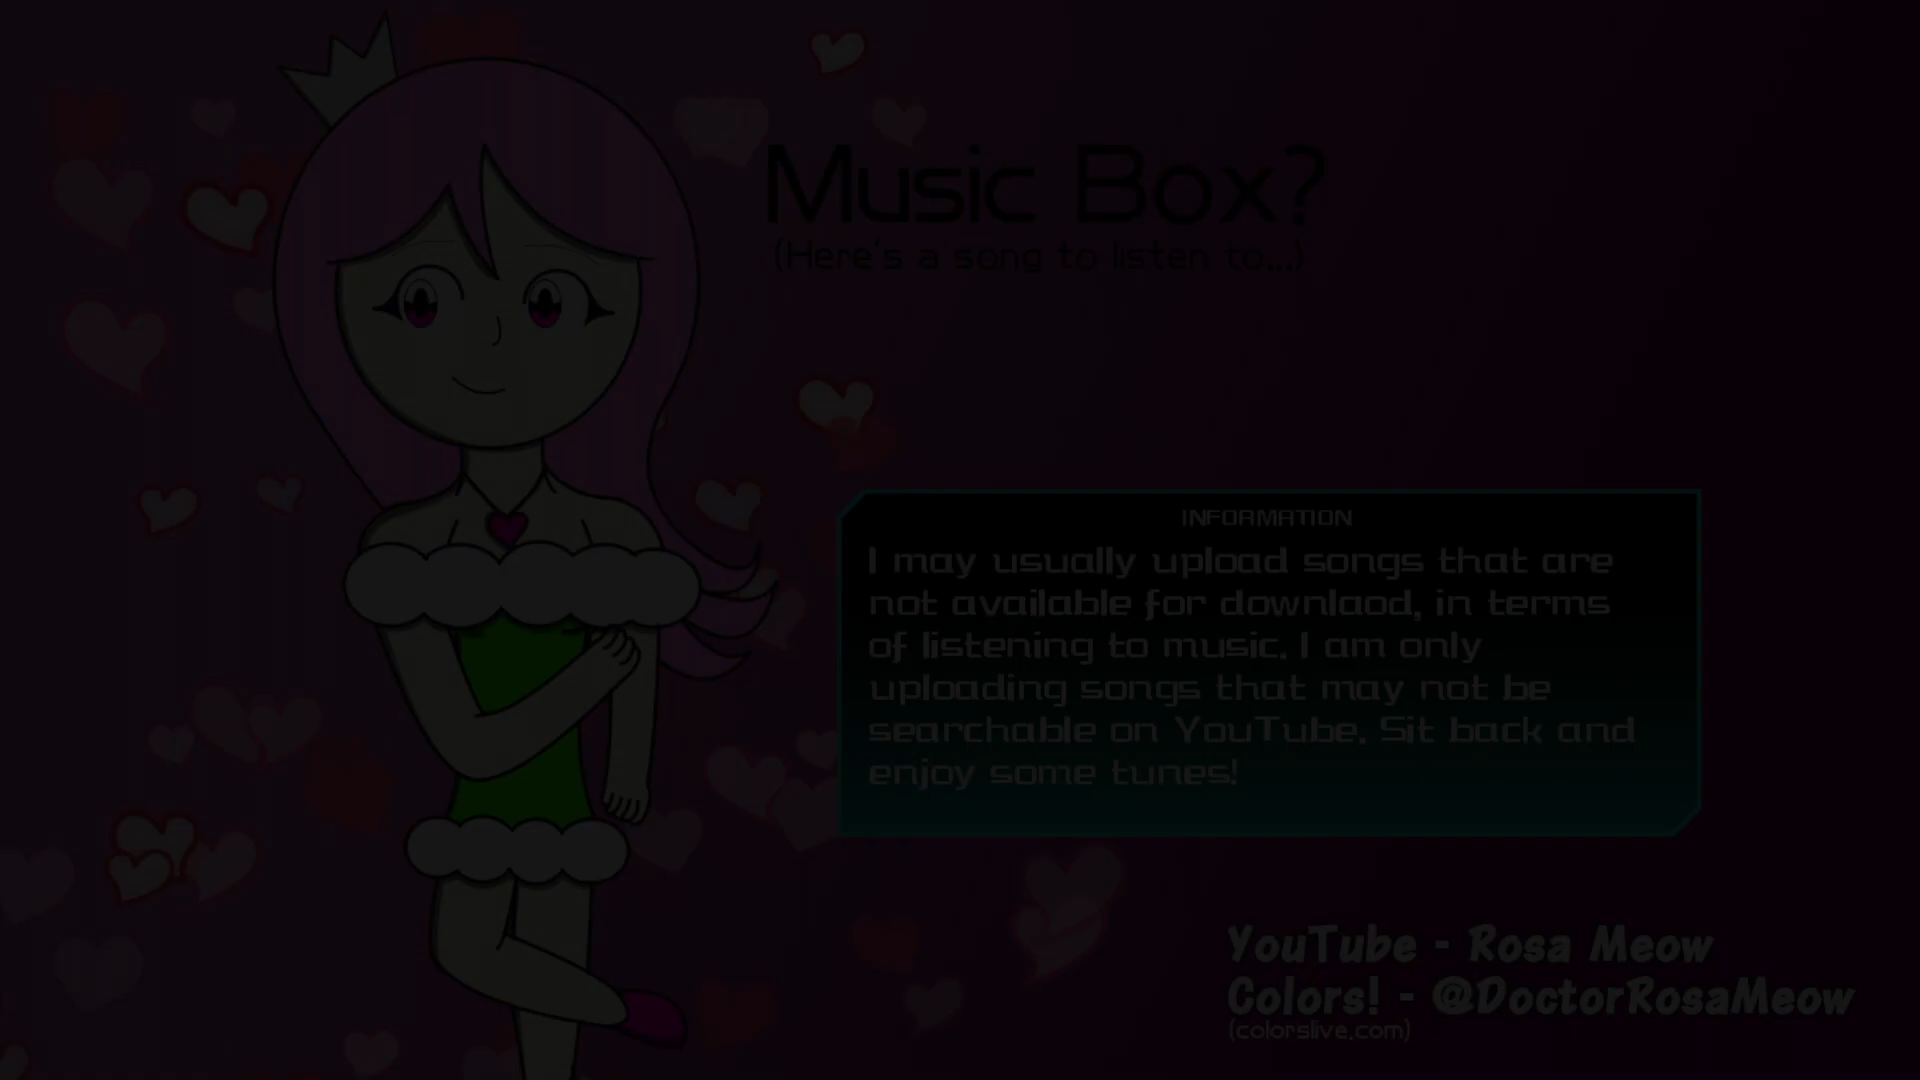 Music Box?
(Here's a song to listen to...)
INFORMATION
I may usually upload songs that are
not available for downlaod, in terms
of listening to music. I am only
uploading songs that may not be
searchable on YouTube. Sit back and
enjoy some tunes!
YouTube - Rosa Meow
Colors! - @DoctorRosaMeow
(colorslive.com)